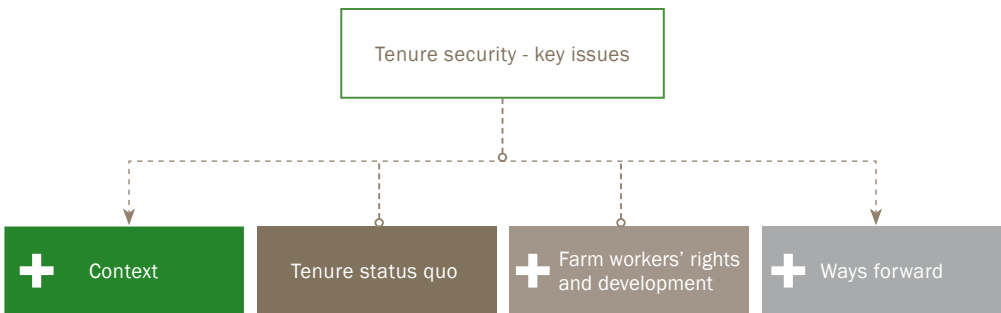 Tenure security - key issues
Context
Tenure status quo
Farm workers' rights
and development
Ways forward